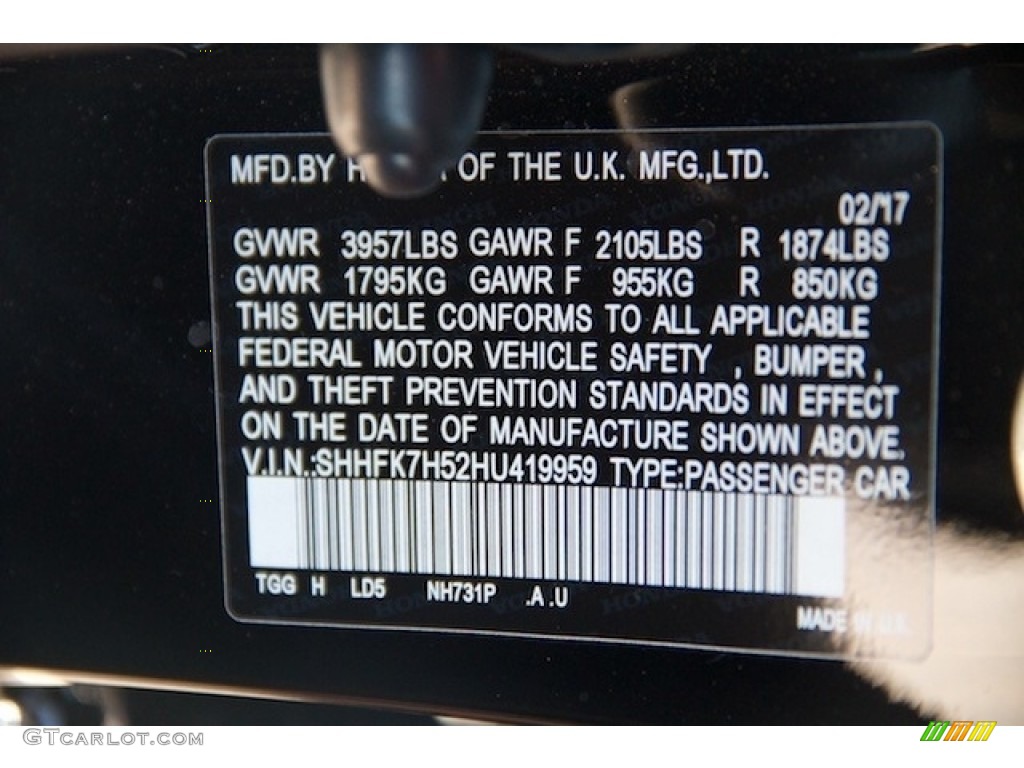 MFD.BY OF THE U.K. MFG.,LTD.
02/17
GVWR 3957LBS GAWR F 2105LBS R 1874LBS
GVWR 1795KG GAWR F 955KG R 850KG
THIS VEHICLE CONFORMS TO ALL APPLICABLE
FEDERAL MOTOR VEHICLE SAFETY , BUMPER ,
AND THEFT PREVENTION STANDARDS IN EFFECT
ON THE DATE OF MANUFACTURE SHOWN ABOVE.
V.I.N.:SHHFK7H52HU419959 TYPE:PASSENGER CAR
TGG H LD5 NH731P .A .U
MADE IN U.K.
GTcarlot.com